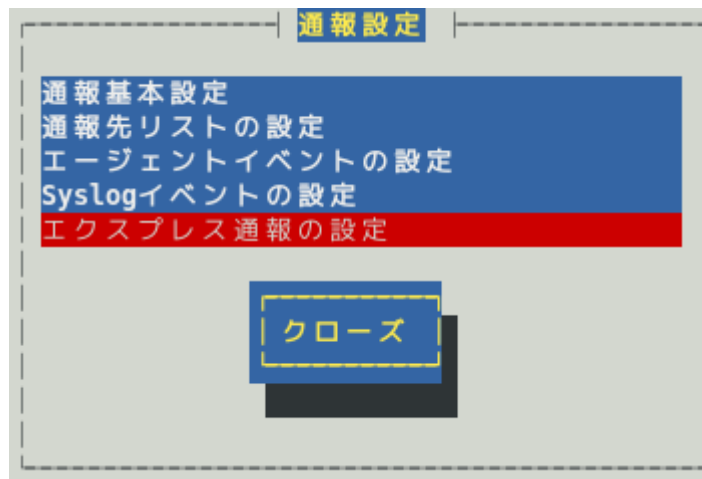 通報設定
通報基本設定
通報先リストの設定
エージェントイベントの設定
Syslogイベントの設定
エクスプレス通報の設定
クローズ